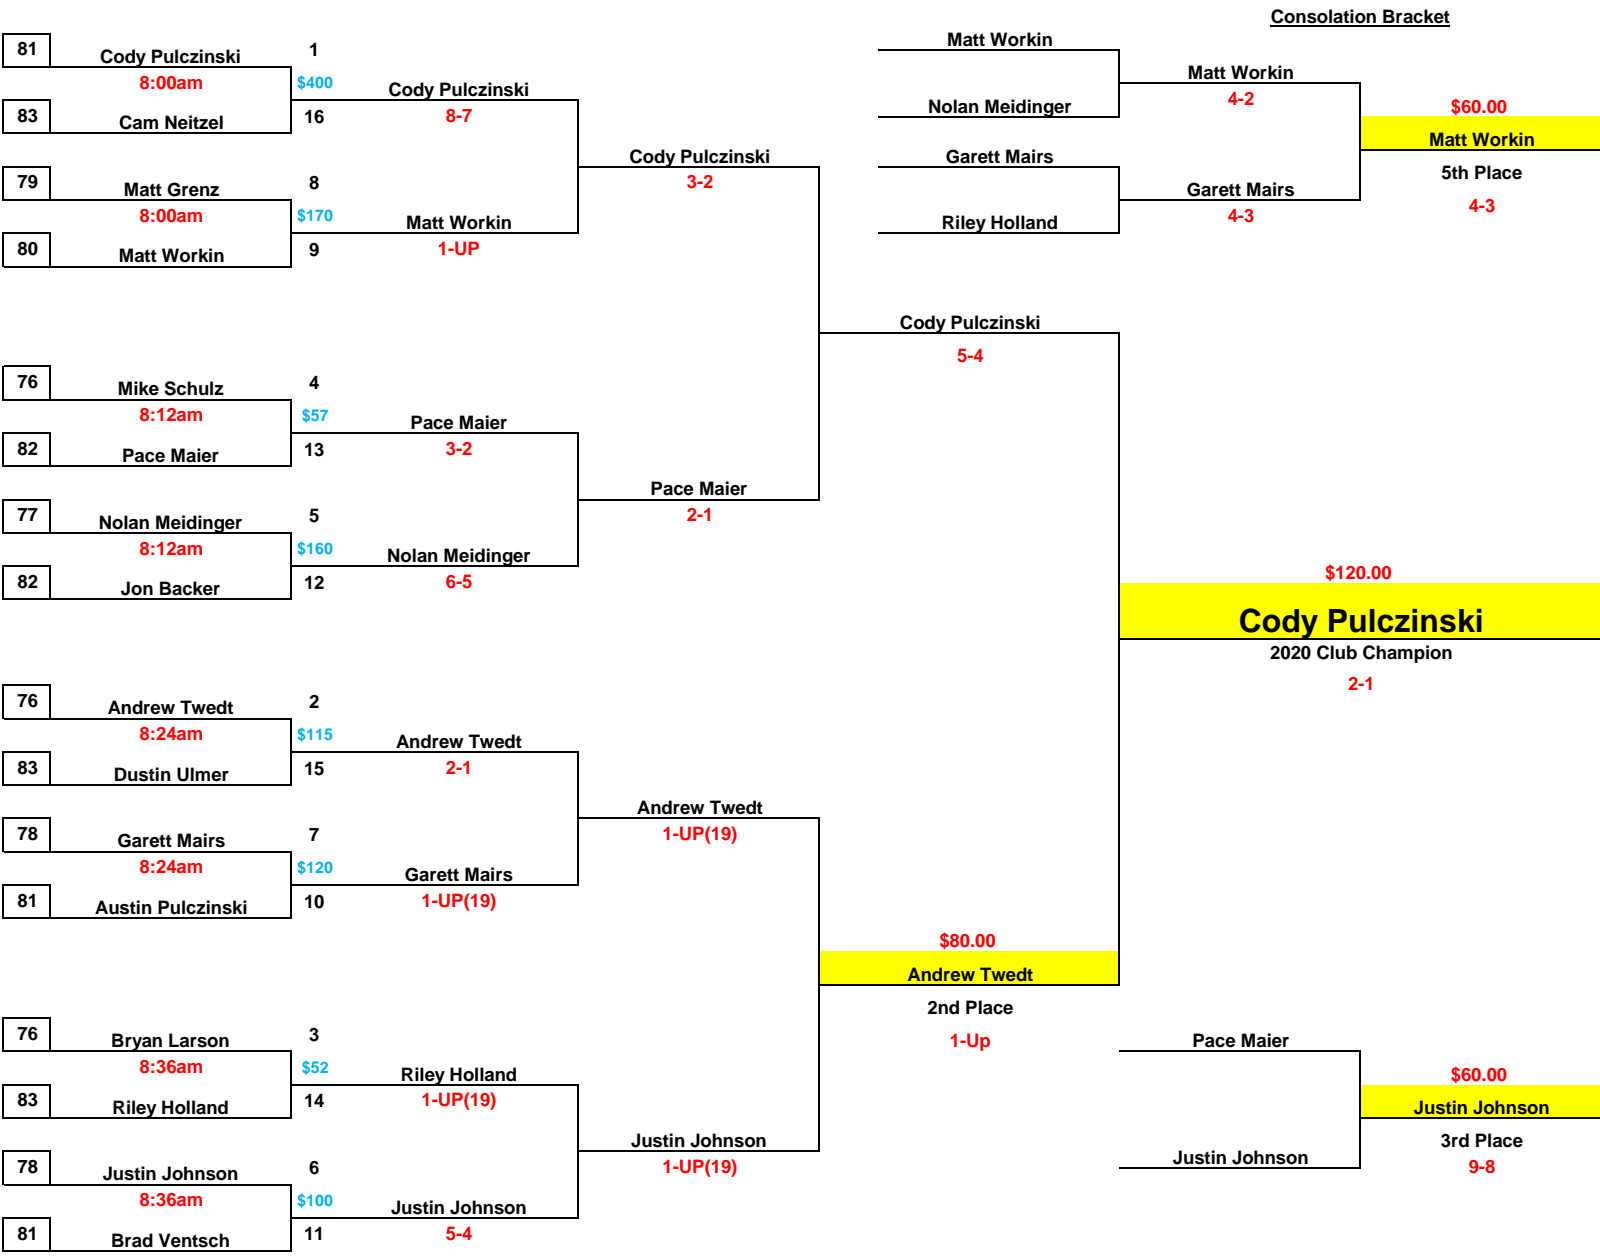 Consolation Bracket
81 Cody Pulczinski 1
8:00am $400
83 Cam Neitzel 16
Cody Pulczinski
8-7
79 Matt Grenz 8
8:00am $170
80 Matt Workin 9
Matt Workin
1-UP
Cody Pulczinski
3-2
76 Mike Schulz 4
8:12am $57
82 Pace Maier 13
Pace Maier
3-2
77 Nolan Meidinger 5
8:12am $160
82 Jon Backer 12
Nolan Meidinger
6-5
Pace Maier
2-1
Cody Pulczinski
5-4
76 Andrew Twedt 2
8:24am $115
83 Dustin Ulmer 15
Andrew Twedt
2-1
78 Garett Mairs 7
8:24am $120
81 Austin Pulczinski 10
Garett Mairs
1-UP(19)
Andrew Twedt
1-UP(19)
76 Bryan Larson 3
8:36am $52
83 Riley Holland 14
Riley Holland
1-UP(19)
78 Justin Johnson 6
8:36am $100
81 Brad Ventsch 11
Justin Johnson
5-4
Justin Johnson
1-UP(19)
$80.00
Andrew Twedt
2nd Place
1-Up
$120.00
Cody Pulczinski
2020 Club Champion
2-1
Matt Workin
Nolan Meidinger
Matt Workin
4-2
Garett Mairs
Riley Holland
Garett Mairs
4-3
$60.00
Matt Workin
5th Place
4-3
Pace Maier
Justin Johnson
$60.00
Justin Johnson
3rd Place
9-8